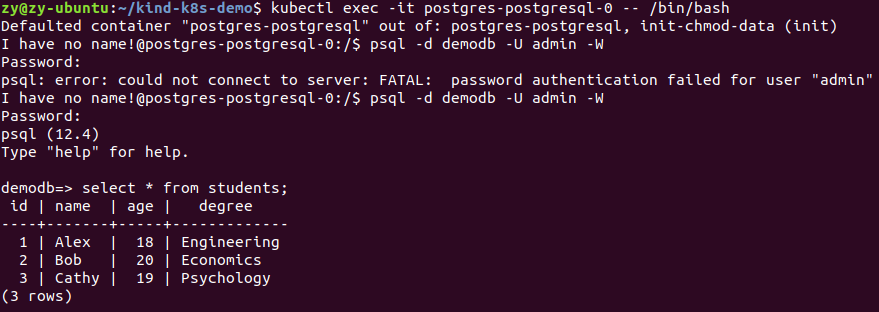 zy@zy-ubuntu:~/kind-k8s-demo$ kubectl exec -it postgres-postgresql-0 -- /bin/bash
Defaulted container "postgres-postgresql" out of: postgres-postgresql, init-chmod-data (init)
I have no name!@postgres-postgresql-0:/$ psql -d demodb -U admin -W
Password:
psql: error: could not connect to server: FATAL:  password authentication failed for user "admin"
I have no name!@postgres-postgresql-0:/$ psql -d demodb -U admin -W
Password:
psql (12.4)
Type "help" for help.

demodb=> select * from students;
 id | name  | age |   degree
----+-------+-----+-------------
  1 | Alex  |  18 | Engineering
  2 | Bob   |  20 | Economics
  3 | Cathy |  19 | Psychology
(3 rows)